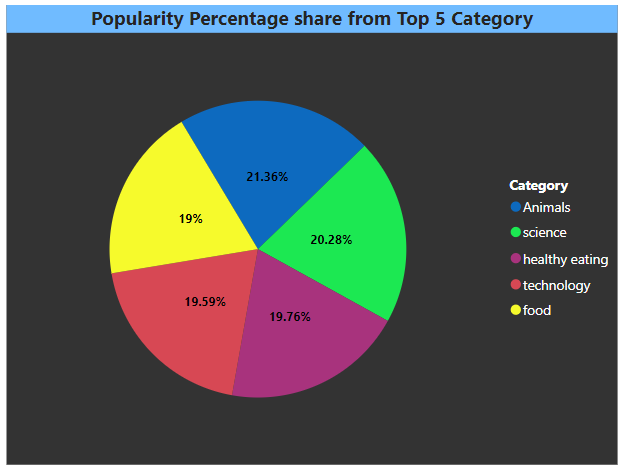 Popularity Percentage share from Top 5 Category
21.36%
19%
20.28%
19.59%
19.76%
Category
Animals
science
healthy eating
technology
food